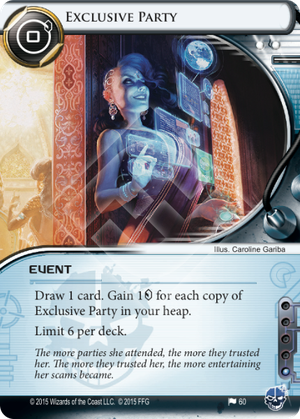 EXCLUSIVE PARTY
0
Illus. Caroline Gariba
EVENT
Draw 1 card. Gain 1 for each copy of
Exclusive Party in your heap.
Limit 6 per deck.
The more parties she attended, the more they trusted
her. The more they trusted her, the more entertaining
her scams became.
© 2015 Wizards of the Coast LLC. © 2015 FFG
60